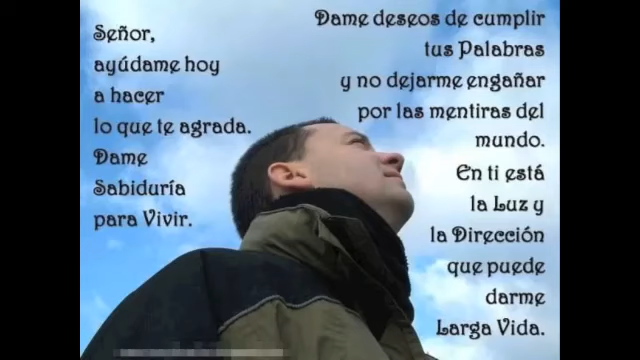 Señor,
ayúdame hoy
a hacer
lo que te agrada.
Dame
Sabiduría
para Vivir.
Dame deseos de cumplir
tus Palabras
y no dejarme engañar
por las mentiras del
mundo.
En ti está
la Luz y
la Dirección
que puede
darme
Larga Vida.